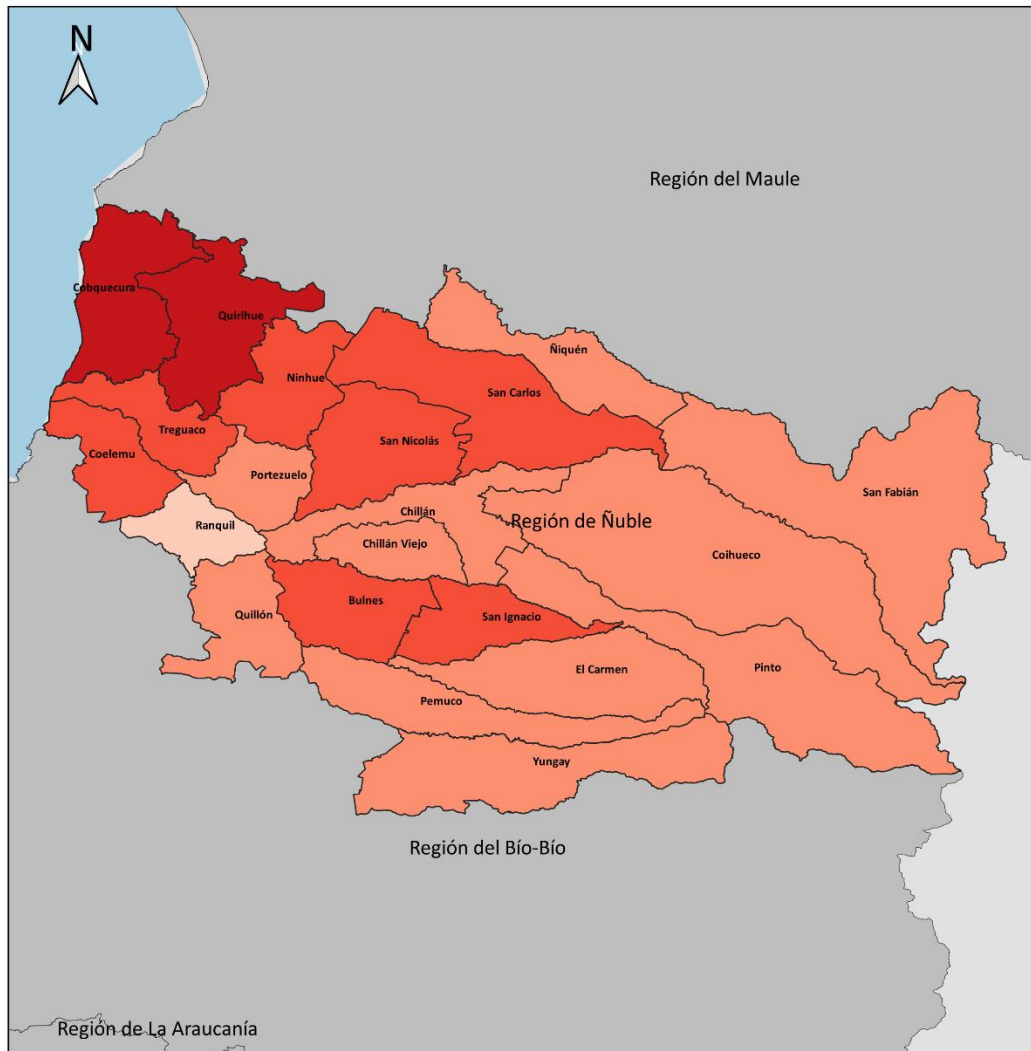 N
Región del Maule
Cobquecura
Quirihue
Ñiquén
Ninhue
San Carlos
Treguaco
San Nicolás
Coelemu
Portezuelo
San Fabián
Chillán
Ranquil
Región de Ñuble
Chillán Viejo
Coihueco
Bulnes
Quillón
San Ignacio
El Carmen
Pinto
Pemuco
Yungay
Región del Bío-Bío
Región de La Araucanía